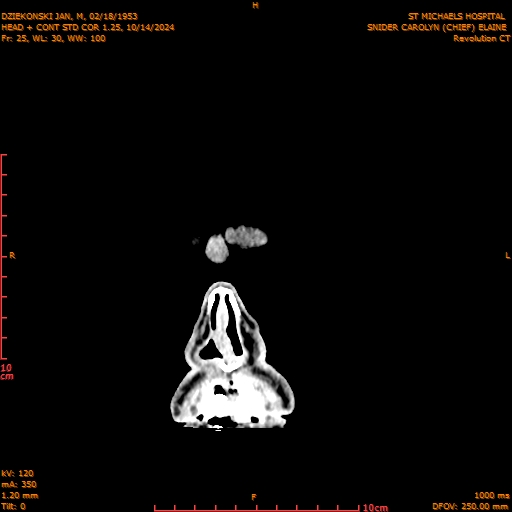 H
DZIEKONSKI JAN, M, 02/18/1953
HEAD + CONT STD COR 1.25, 10/14/2024
Fr: 25, WL: 30, WW: 100
ST MICHAELS HOSPITAL
SNIDER CAROLYN (CHIEF) ELAINE
Revolution CT
R
L
10
cm
kV: 120
mA: 350
1.20 mm
Tilt: 0
F
10cm
1000 ms
DFOV: 250.00 mm